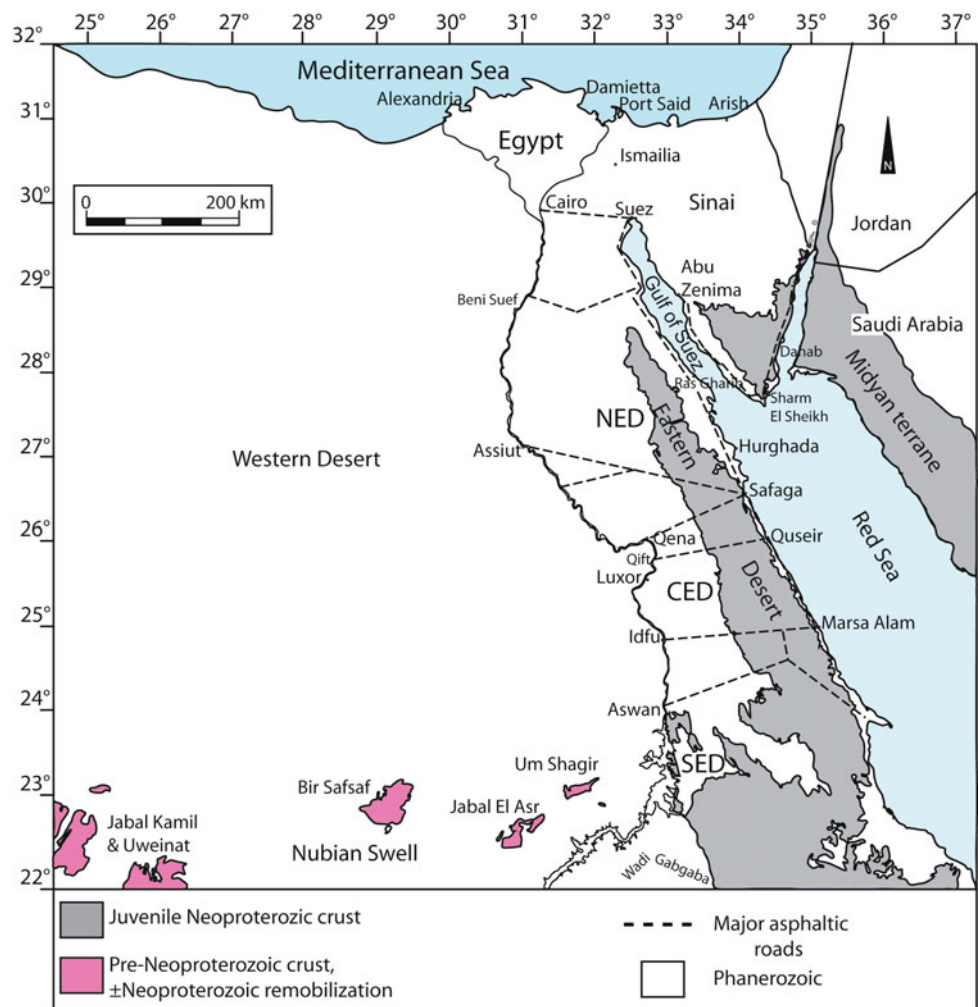 25° 26° 27° 28° 29° 30° 31° 32° 33° 34° 35° 36° 37°
32°
31°
30°
29°
28°
27°
26°
25°
24°
23°
22°
Mediterranean Sea
Alexandria
Damietta
Port Said
Arish
Egypt
Ismailia
N
0 200 km
Cairo
Suez
Sinai
Jordan
Abu
Zenima
Gulf of Suez
Beni Suef
Saudi Arabia
Dahab
Midyan terrane
Ras Gharib
Sharm
El Sheikh
NED
Eastern
Desert
Hurghada
Western Desert
Assiut
Safaga
Red Sea
Qena
Quseir
Qift
Luxor
CED
Marsa Alam
Idfu
Aswan
SED
Um Shagir
Bir Safsaf
Jabal El Asr
Jabal Kamil
& Uweinat
Nubian Swell
Wadi Gabgaba
Juvenile Neoproterozic crust
Pre-Neoproterozoic crust,
±Neoproterozoic remobilization
Major asphaltic
roads
Phanerozoic